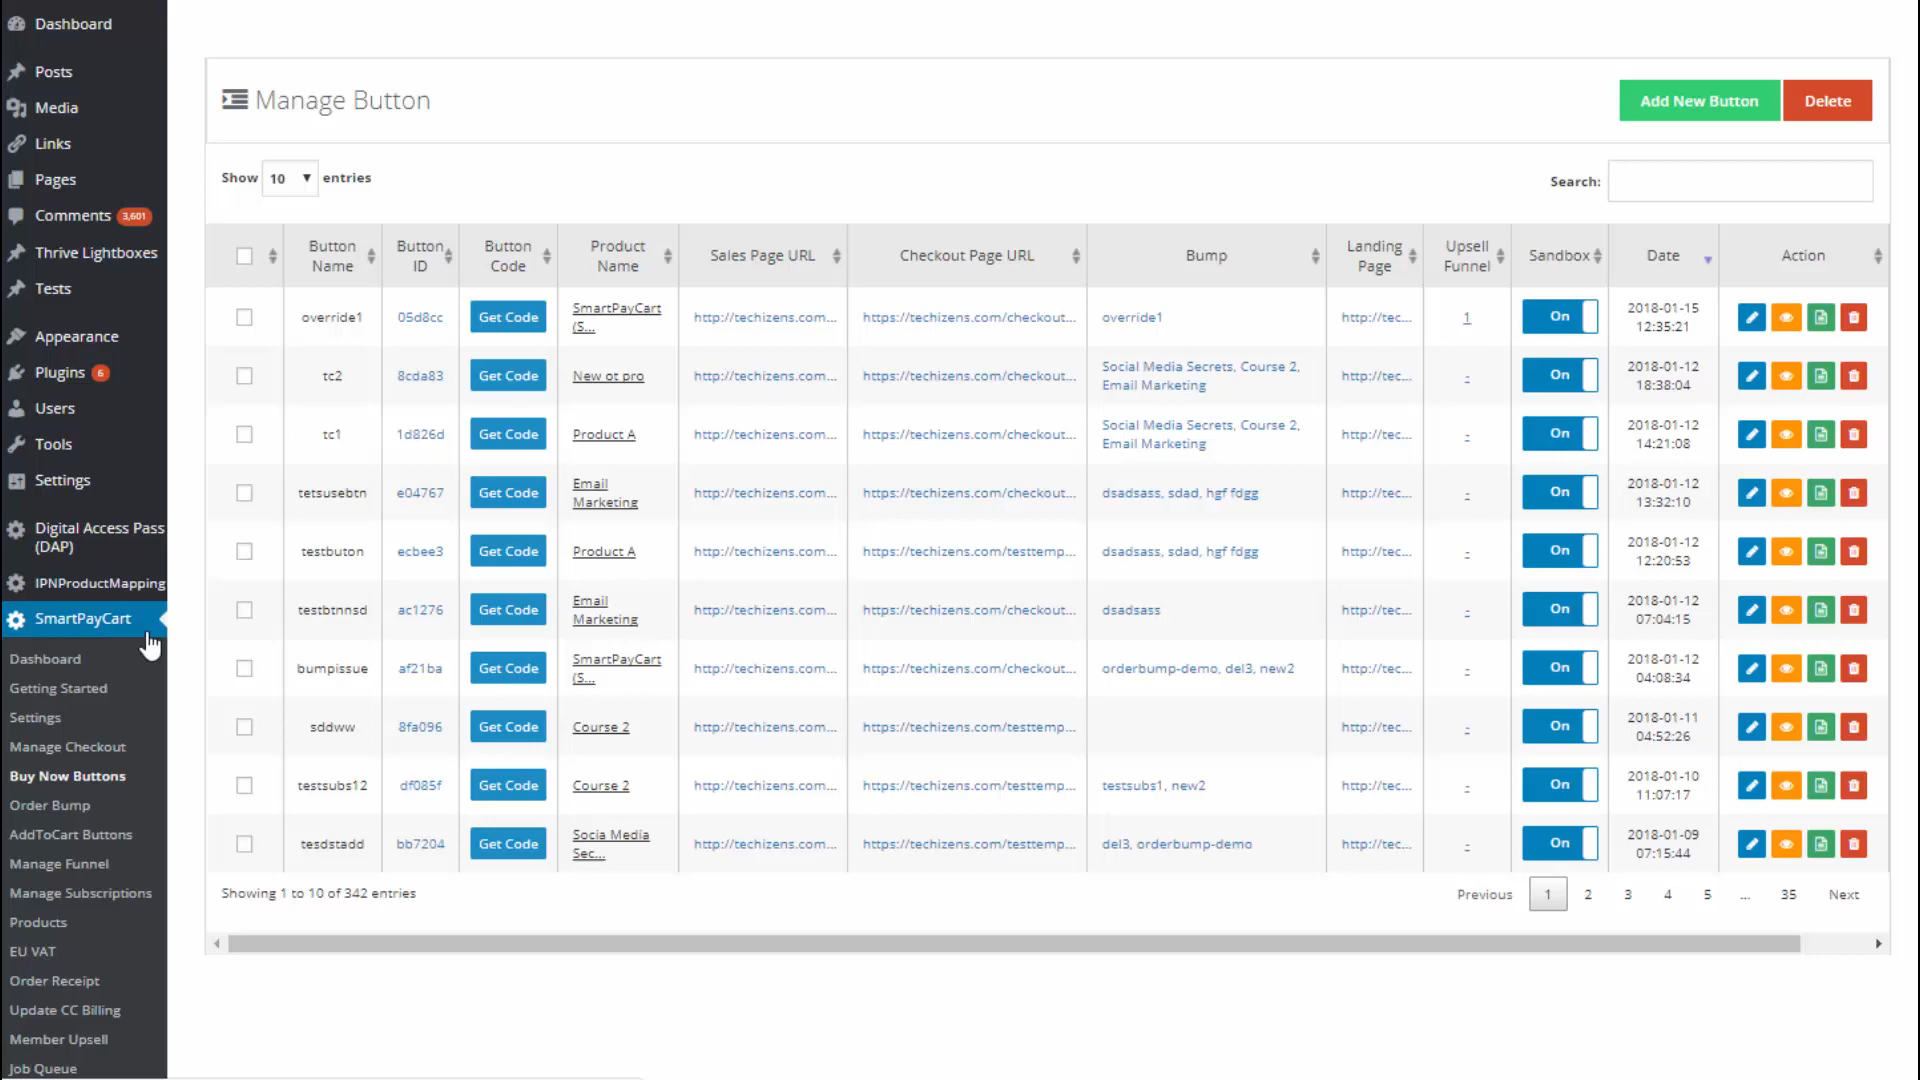 Dashboard
Posts
Media
Links
Pages
Comments 3,601
Thrive Lightboxes
Tests
Appearance
Plugins 6
Users
Tools
Settings
Digital Access Pass
(DAP)
IPNProductMapping
SmartPayCart
Dashboard
Getting Started
Settings
Manage Checkout
Buy Now Buttons
Order Bump
AddToCart Buttons
Manage Funnel
Manage Subscriptions
Products
EU VAT
Order Receipt
Update CC Billing
Member Upsell
Job Queue
Manage Button
Add New Button Delete
Show 10 entries
Search:
Button Name Button ID Button Code Product Name Sales Page URL Checkout Page URL Bump Landing Page Upsell Funnel Sandbox Date Action
override1 05d8cc Get Code SmartPayCart (S... http://techizens.com... https://techizens.com/checkout... override1 http://tec... 1 On 2018-01-15 12:35:21
tc2 8cda83 Get Code New ot pro http://techizens.com... https://techizens.com/checkout... Social Media Secrets, Course 2, Email Marketing http://tec... - On 2018-01-12 18:38:04
tc1 1d826d Get Code Product A http://techizens.com... https://techizens.com/checkout... Social Media Secrets, Course 2, Email Marketing http://tec... - On 2018-01-12 14:21:08
tetsusebtn e04767 Get Code Email Marketing http://techizens.com... https://techizens.com/checkout... dsadsass, sdad, hgf fdgg http://tec... - On 2018-01-12 13:32:10
testbuton ecbee3 Get Code Product A http://techizens.com... https://techizens.com/testtemp... dsadsass, sdad, hgf fdgg http://tec... - On 2018-01-12 12:20:53
testbtnnsd ac1276 Get Code Email Marketing http://techizens.com... https://techizens.com/checkout... dsadsass http://tec... - On 2018-01-12 07:04:15
bumpissue af21ba Get Code SmartPayCart (S... http://techizens.com... https://techizens.com/checkout... orderbump-demo, del3, new2 http://tec... - On 2018-01-12 04:08:34
sddww 8fa096 Get Code Course 2 http://techizens.com... https://techizens.com/testtemp... http://tec... - On 2018-01-11 04:52:26
testsubs12 df085f Get Code Course 2 http://techizens.com... https://techizens.com/testtemp... testsubs1, new2 http://tec... - On 2018-01-10 11:07:17
tesdstadd bb7204 Get Code Socia Media Sec... http://techizens.com... https://techizens.com/testtemp... del3, orderbump-demo http://tec... - On 2018-01-09 07:15:44
Showing 1 to 10 of 342 entries
Previous 1 2 3 4 5 ... 35 Next